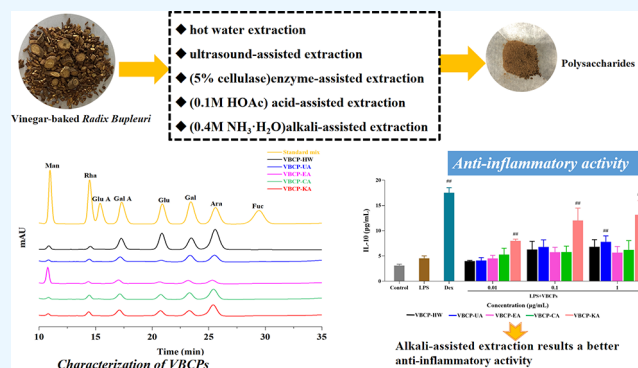 ◆ hot water extraction
◆ ultrasound-assisted extraction
◆ (5% cellulase)enzyme-assisted extraction
◆ (0.1M HOAc) acid-assisted extraction
◆ (0.4M NH₃·H₂O)alkali-assisted extraction
Vinegar-baked Radix Bupleuri
Polysaccharides
Man
Rha
Glu A
Gal A
Glu
Gal
Ara
Fuc
Standard mix
VBCP-HW
VBCP-UA
VBCP-EA
VBCP-CA
VBCP-KA
mAU
10 15 20 25 30 35
Time (min)
Characterization of VBCPs
Anti-inflammatory activity
IL-10 (pg/mL)
20
15
10
5
0
##
##
##
##
Control LPS Dex 0.01 0.1 1
LPS+VBCPs
Concentration (μg/mL)
VBCP-HW VBCP-UA VBCP-EA VBCP-CA VBCP-KA
Alkali-assisted extraction results a better
anti-inflammatory activity